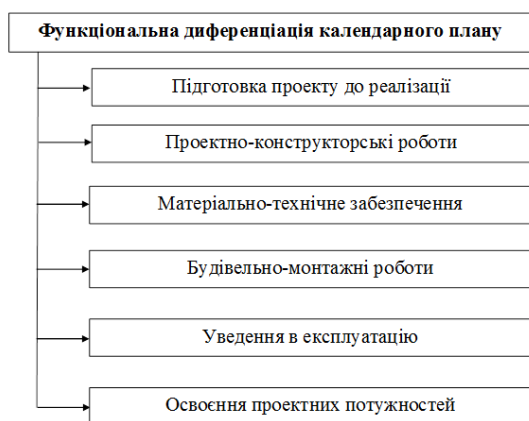 Функціональна диференціація календарного плану
Підготовка проекту до реалізації
Проектно-конструкторські роботи
Матеріально-технічне забезпечення
Будівельно-монтажні роботи
Уведення в експлуатацію
Освоєння проектних потужностей